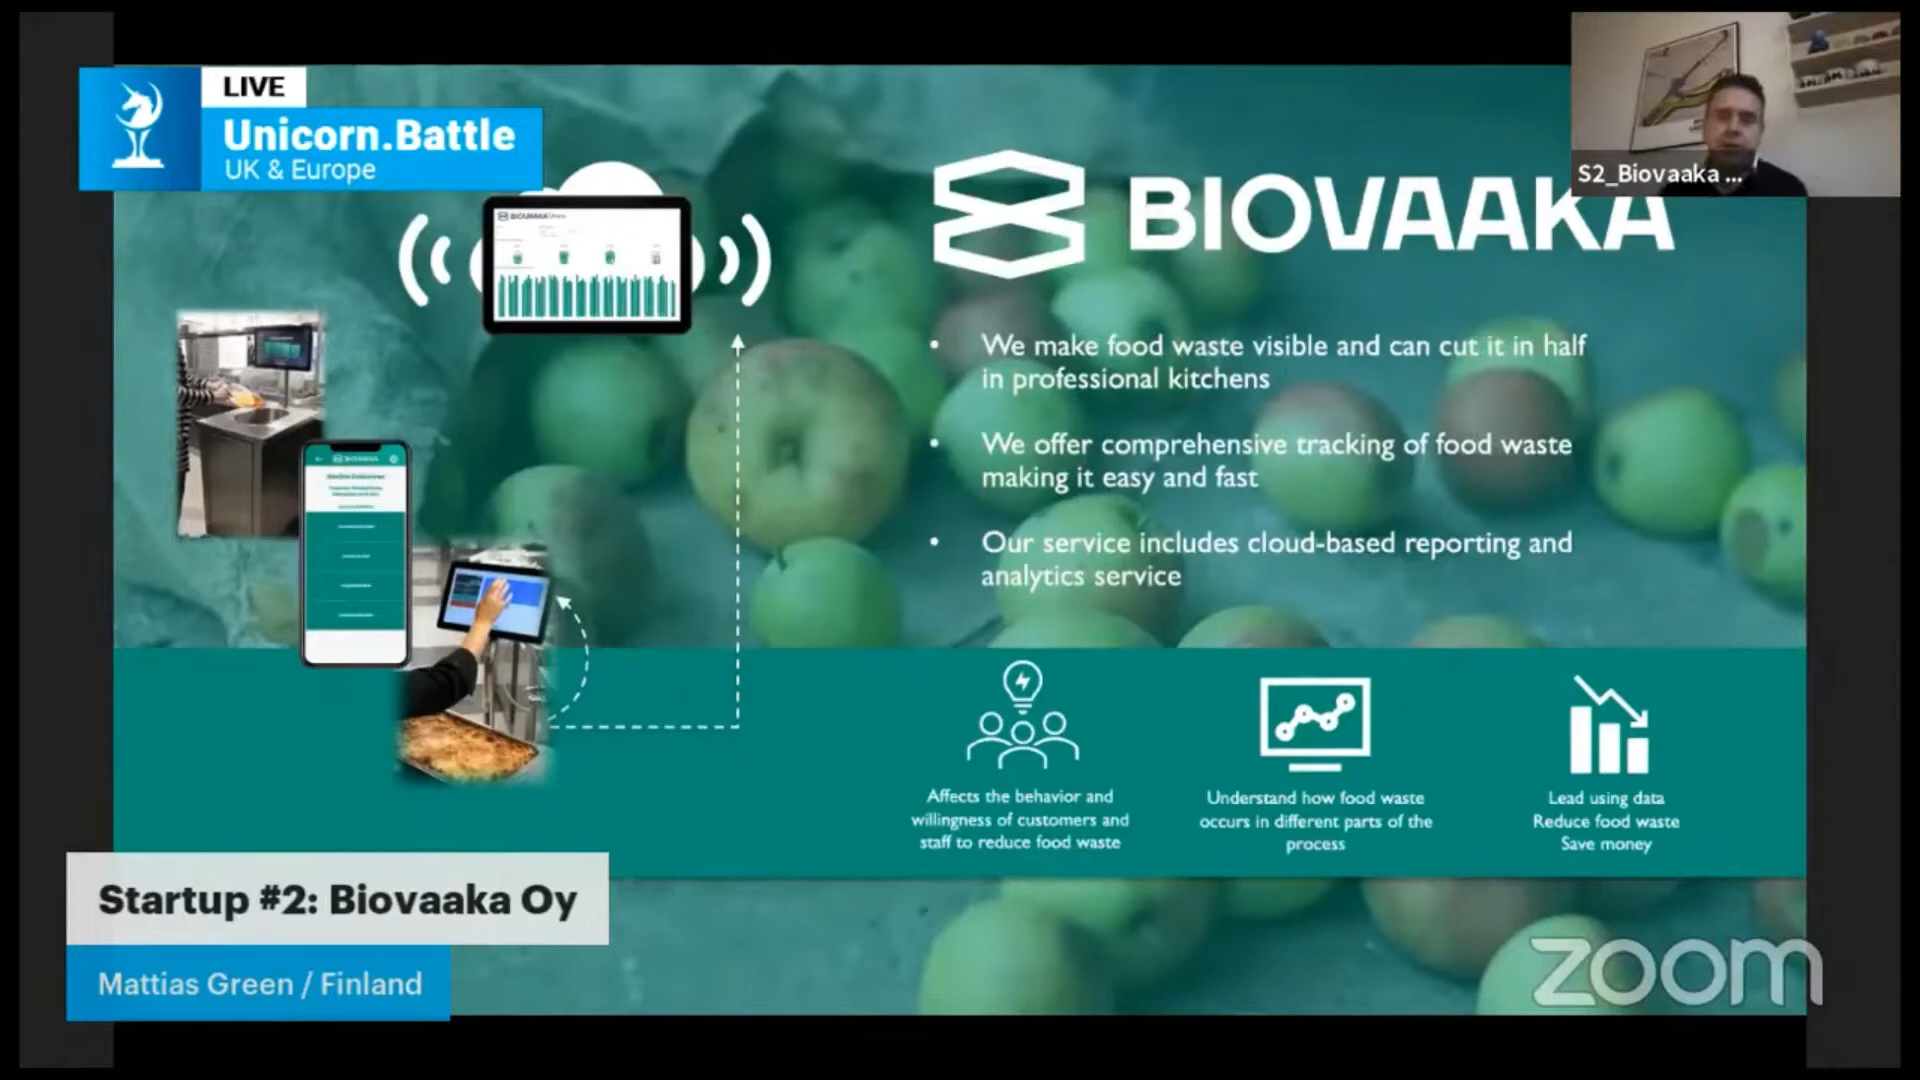 LIVE
Unicorn.Battle
UK & Europe
S2_Biovaaka ...
BIOVAAKA
BIOVAAKA
• We make food waste visible and can cut it in half
in professional kitchens
• We offer comprehensive tracking of food waste
making it easy and fast
• Our service includes cloud-based reporting and
analytics service
Affects the behavior and
willingness of customers and
staff to reduce food waste
Understand how food waste
occurs in different parts of the
process
Lead using data
Reduce food waste
Save money
Startup #2: Biovaaka Oy
Mattias Green / Finland
zoom